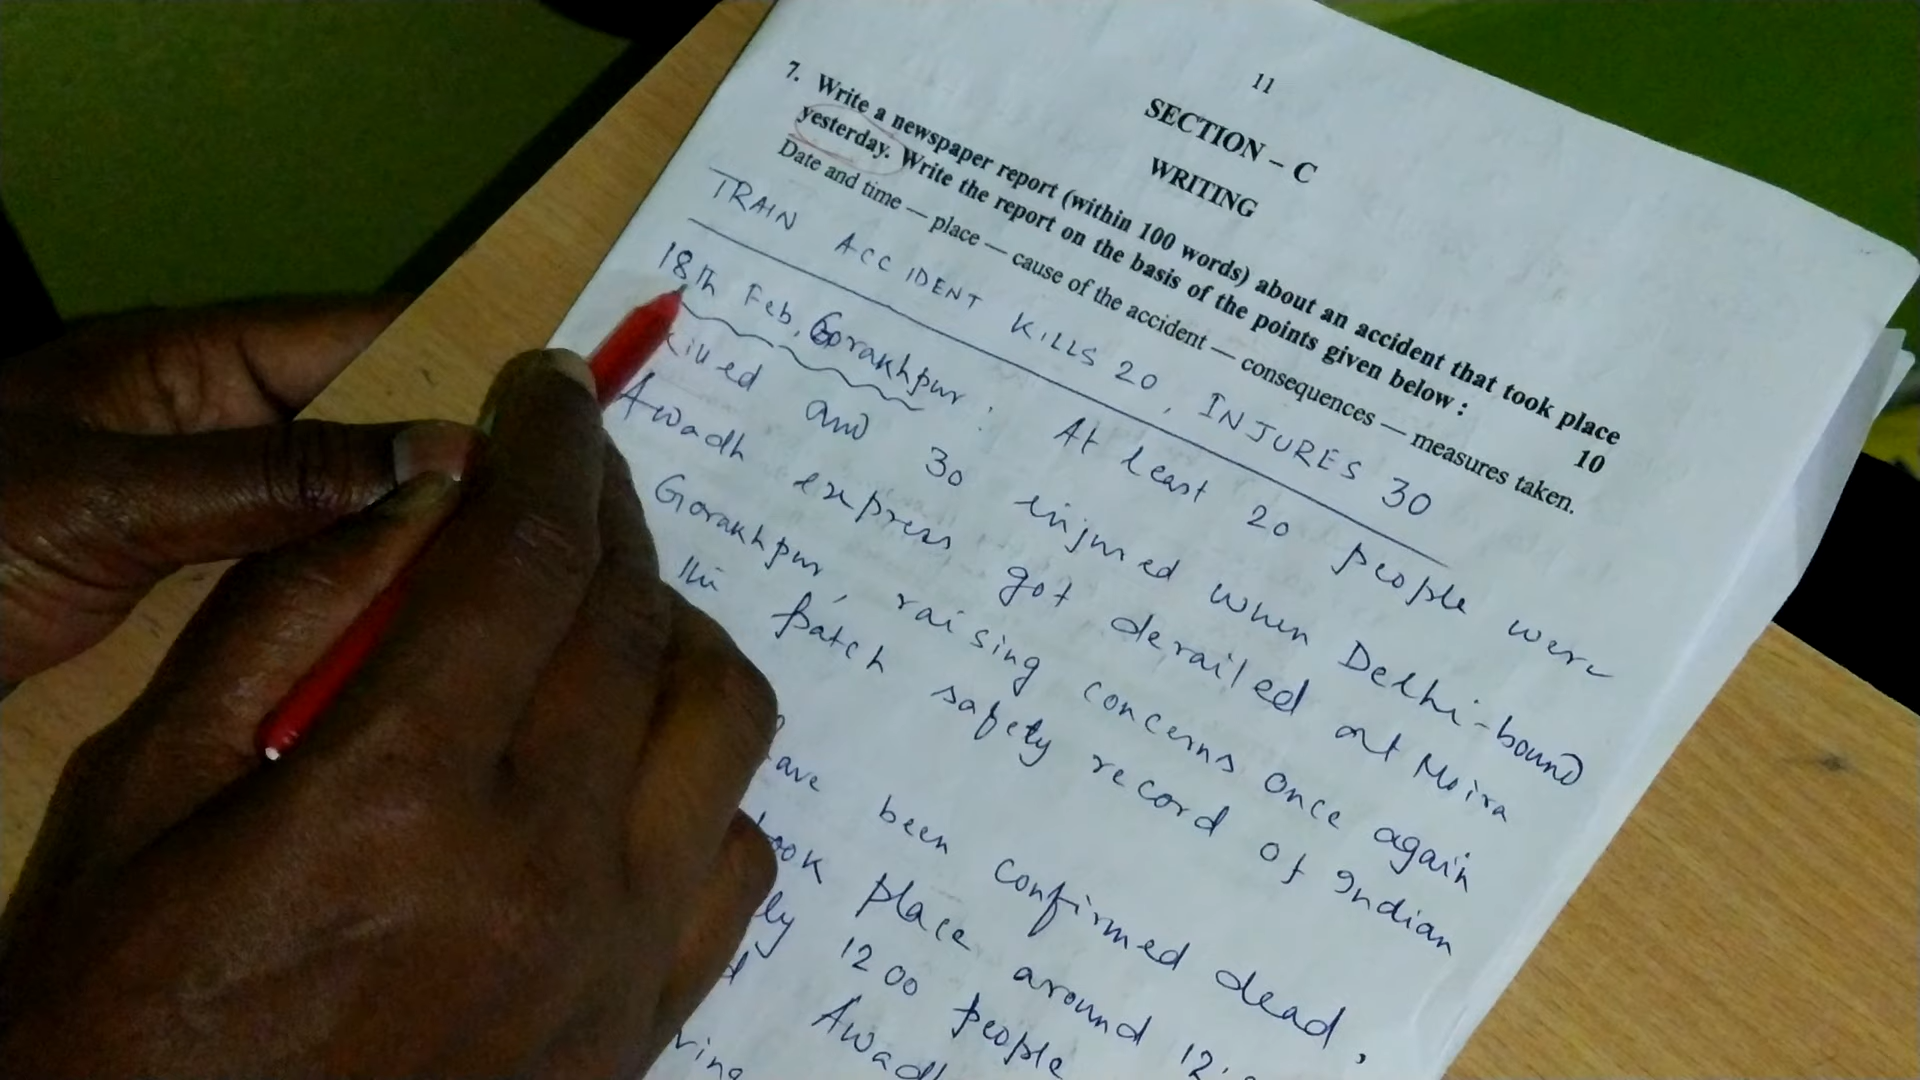 11
SECTION – C
WRITING
7. Write a newspaper report (within 100 words) about an accident that took place
yesterday. Write the report on the basis of the points given below : 10
Date and time — place — cause of the accident — consequences — measures taken.
TRAIN ACCIDENT KILLS 20, INJURES 30
18th Feb, Gorakhpur : At least 20 people were
killed and 30 injured when Delhi-bound
Awadh express got derailed at Moira
Gorakhpur, raising concerns once again
patch safety record of Indian
have been confirmed dead,
took place around
1200 people
Awadh